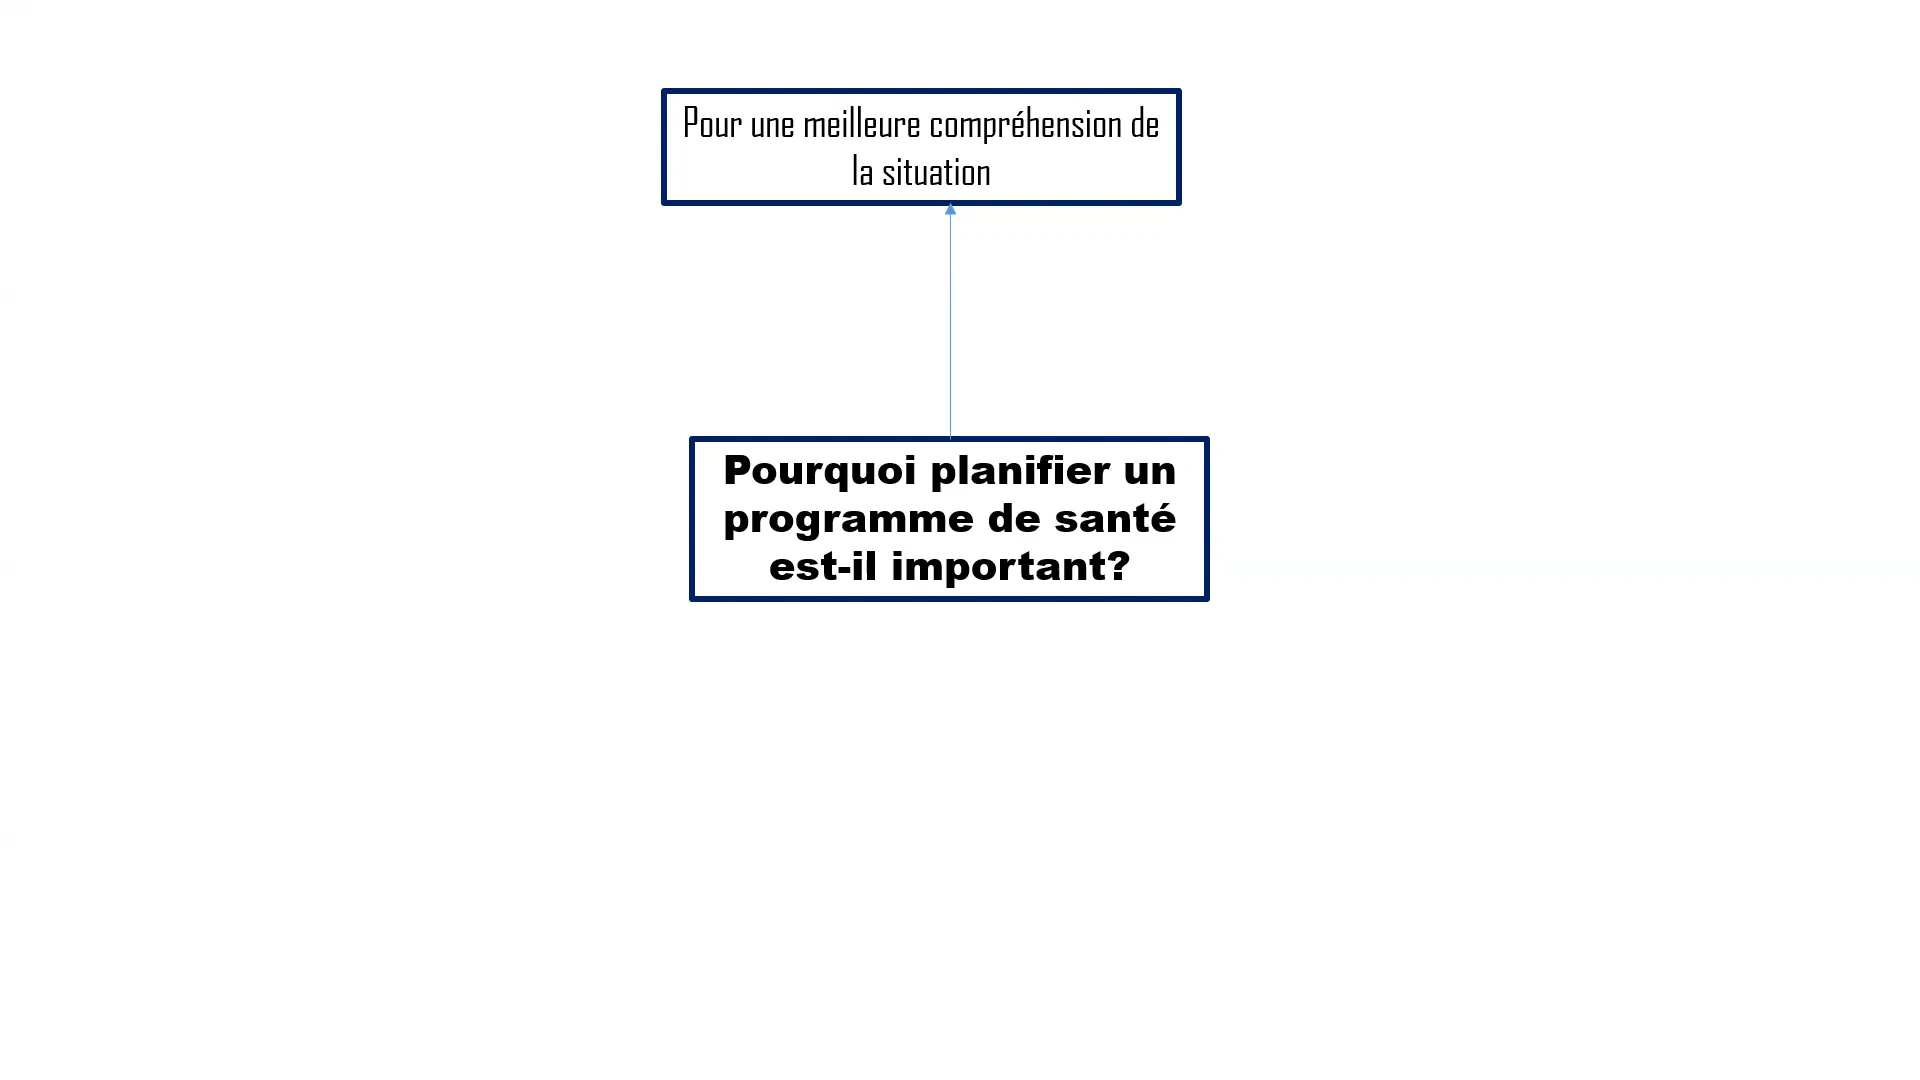 Pour une meilleure compréhension de
la situation
Pourquoi planifier un
programme de santé
est-il important?